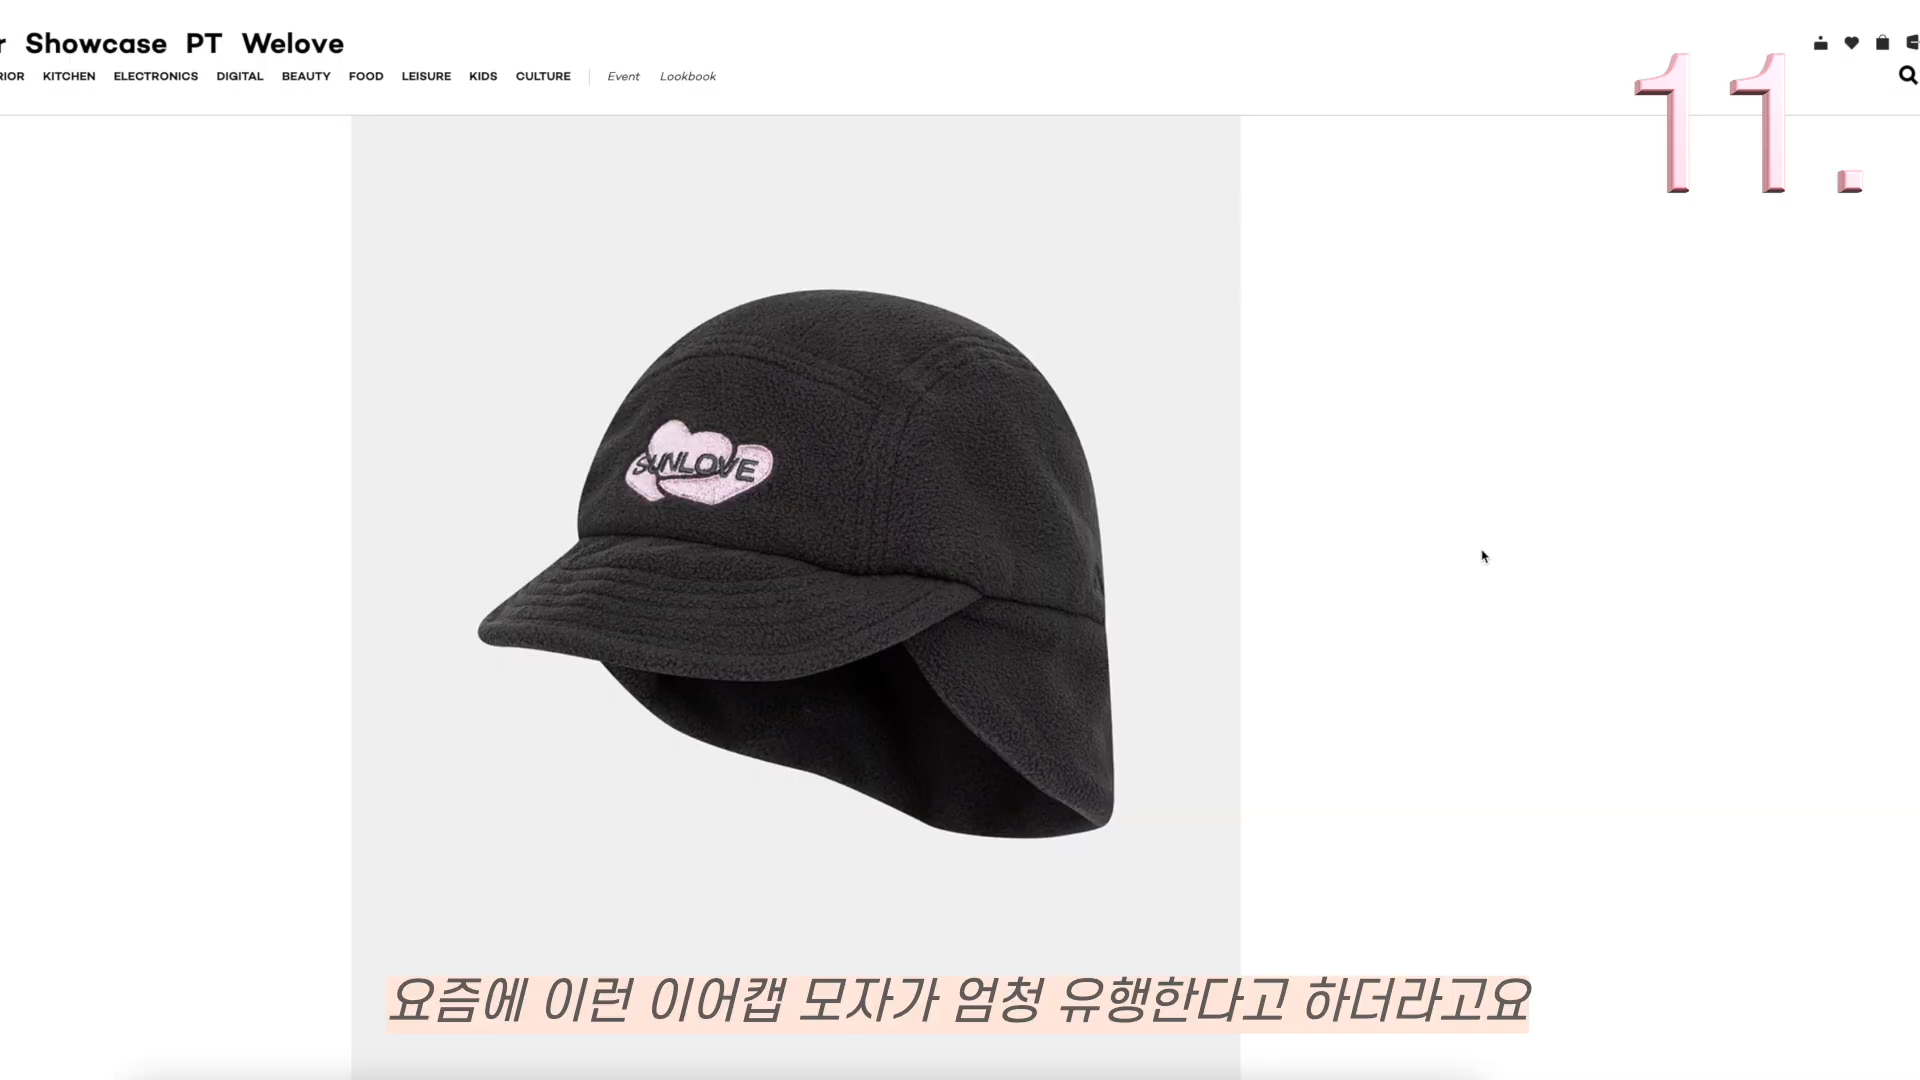 Showcase PT Welove
KITCHEN ELECTRONICS DIGITAL BEAUTY FOOD LEISURE KIDS CULTURE Event Lookbook
11.
SUNLOVE
요즘에 이런 이어캡 모자가 엄청 유행한다고 하더라고요